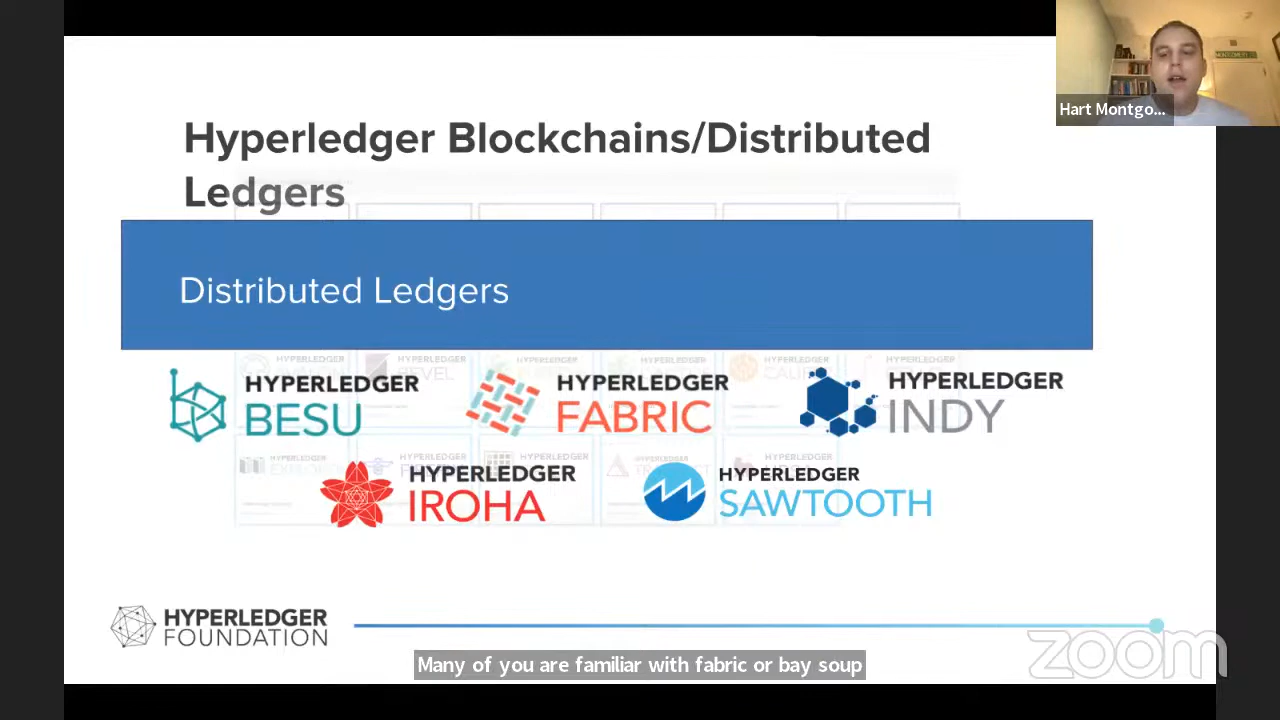 Hart Montgo...
Hyperledger Blockchains/Distributed
Ledgers
Distributed Ledgers
HYPERLEDGER
BESU
HYPERLEDGER
FABRIC
HYPERLEDGER
INDY
HYPERLEDGER
IROHA
HYPERLEDGER
SAWTOOTH
HYPERLEDGER
FOUNDATION
Many of you are familiar with fabric or bay soup
zoom